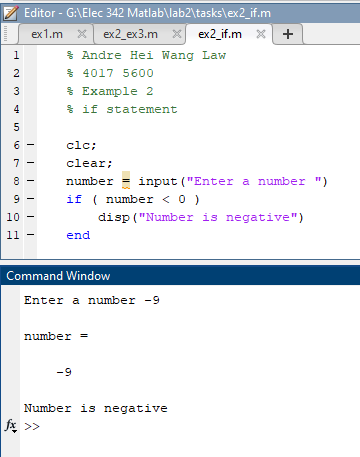 Editor - G:\Elec 342 Matlab\lab2\tasks\ex2_if.m
ex1.m ex2_ex3.m ex2_if.m
1 % Andre Hei Wang Law
2 % 4017 5600
3 % Example 2
4 % if statement
5
6 clc;
7 clear;
8 number = input("Enter a number ")
9 if ( number < 0 )
10 disp("Number is negative")
11 end
Command Window
Enter a number -9
number =
-9
Number is negative
fx >>